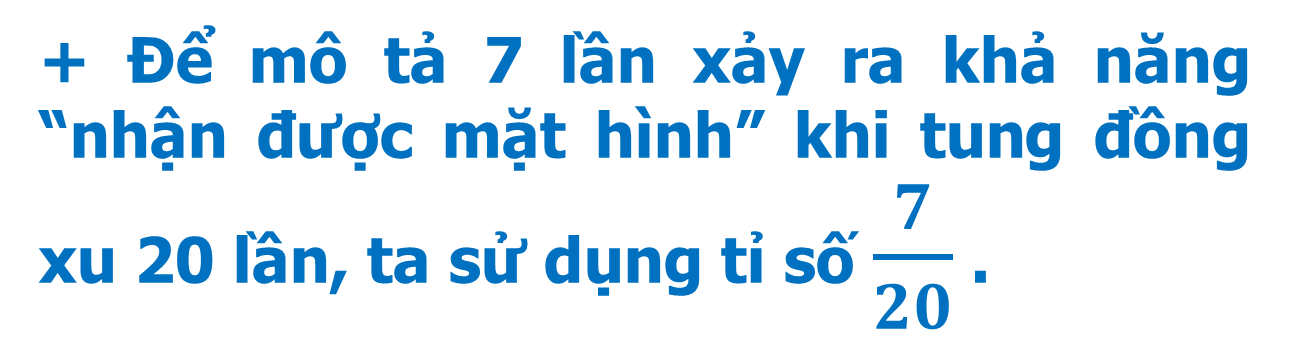 + Để mô tả 7 lần xảy ra khả năng
“nhận được mặt hình” khi tung đồng
xu 20 lần, ta sử dụng tỉ số 7/20 .